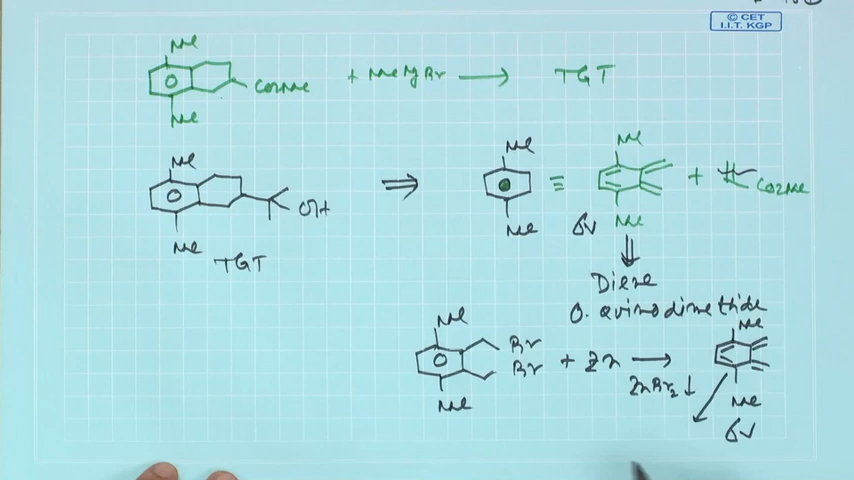 © CET
I.I.T. KGP
Me
CO2Me + MeMgBr → TGT
Me
Me
OH
Me
TGT
⇒
Me
Me
≡
Me
Me
+
CO2Me
⇓
Diene
O. quinodimethide
Me
Br
Br
Me
+ Zn →
ZnBr2 ↓
Me
Me